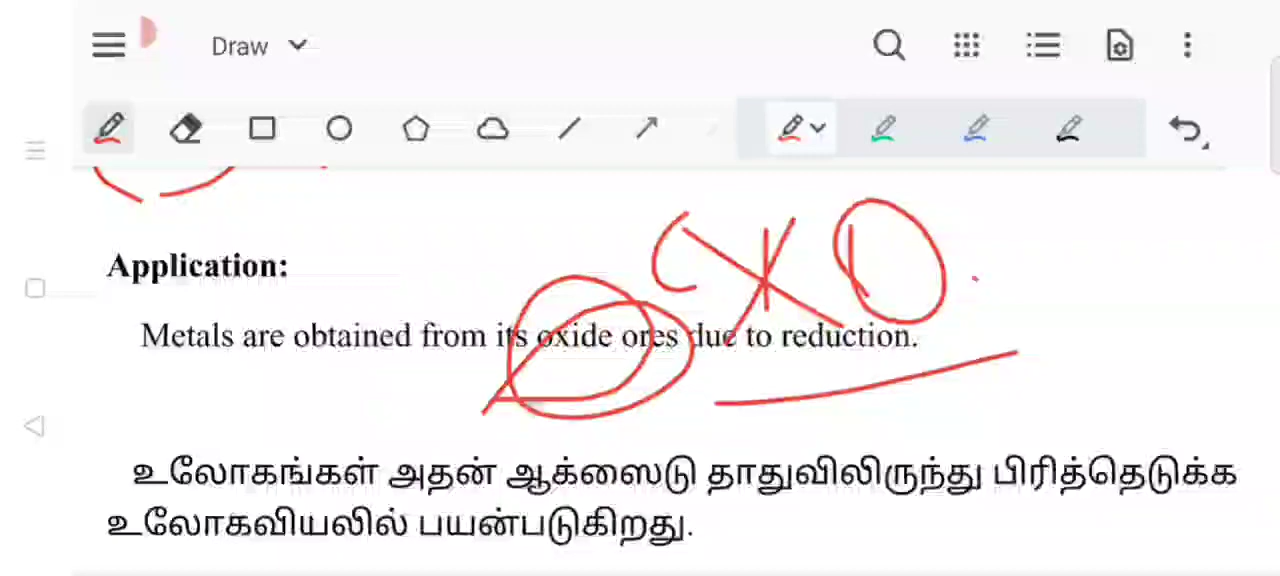 Draw
Application:
Metals are obtained from its oxide ores due to reduction.
உலோகங்கள் அதன் ஆக்ஸைடு தாதுவிலிருந்து பிரித்தெடுக்க
உலோகவியலில் பயன்படுகிறது.